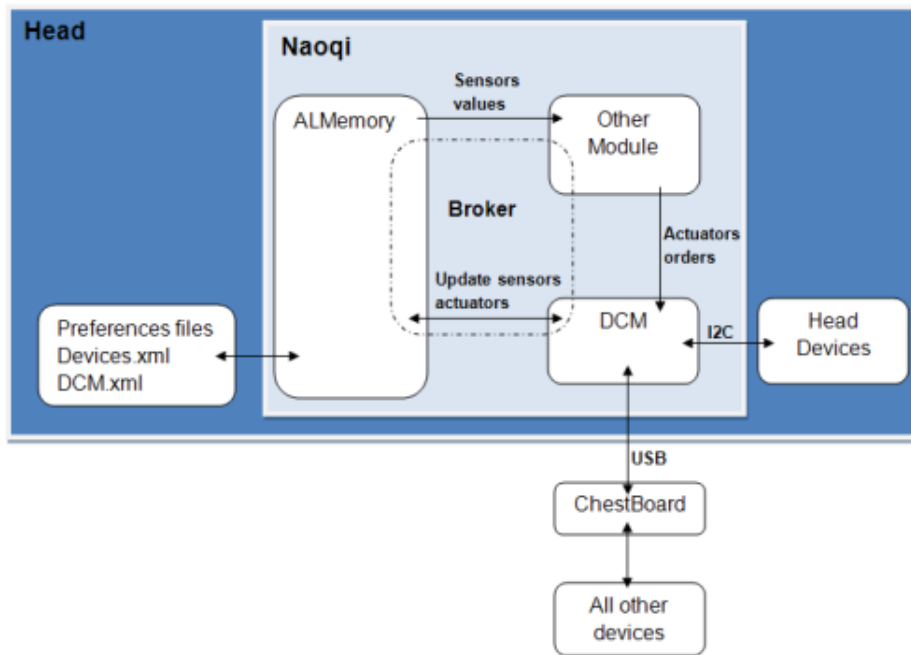 Head
Naoqi
Sensors
values
ALMemory
Other
Module
Broker
Actuators
orders
Update sensors
actuators
Preferences files
Devices.xml
DCM.xml
DCM
I2C
Head
Devices
USB
ChestBoard
All other
devices